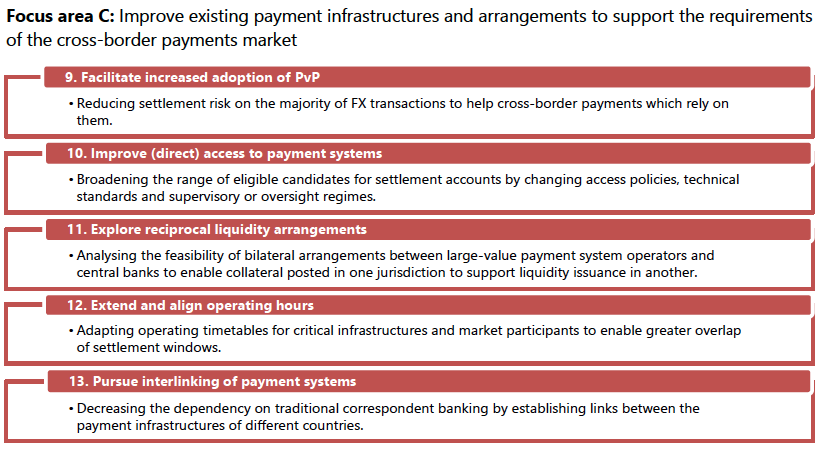 Focus area C: Improve existing payment infrastructures and arrangements to support the requirements
of the cross-border payments market
9. Facilitate increased adoption of PvP
• Reducing settlement risk on the majority of FX transactions to help cross-border payments which rely on
them.
10. Improve (direct) access to payment systems
• Broadening the range of eligible candidates for settlement accounts by changing access policies, technical
standards and supervisory or oversight regimes.
11. Explore reciprocal liquidity arrangements
• Analysing the feasibility of bilateral arrangements between large-value payment system operators and
central banks to enable collateral posted in one jurisdiction to support liquidity issuance in another.
12. Extend and align operating hours
• Adapting operating timetables for critical infrastructures and market participants to enable greater overlap
of settlement windows.
13. Pursue interlinking of payment systems
• Decreasing the dependency on traditional correspondent banking by establishing links between the
payment infrastructures of different countries.